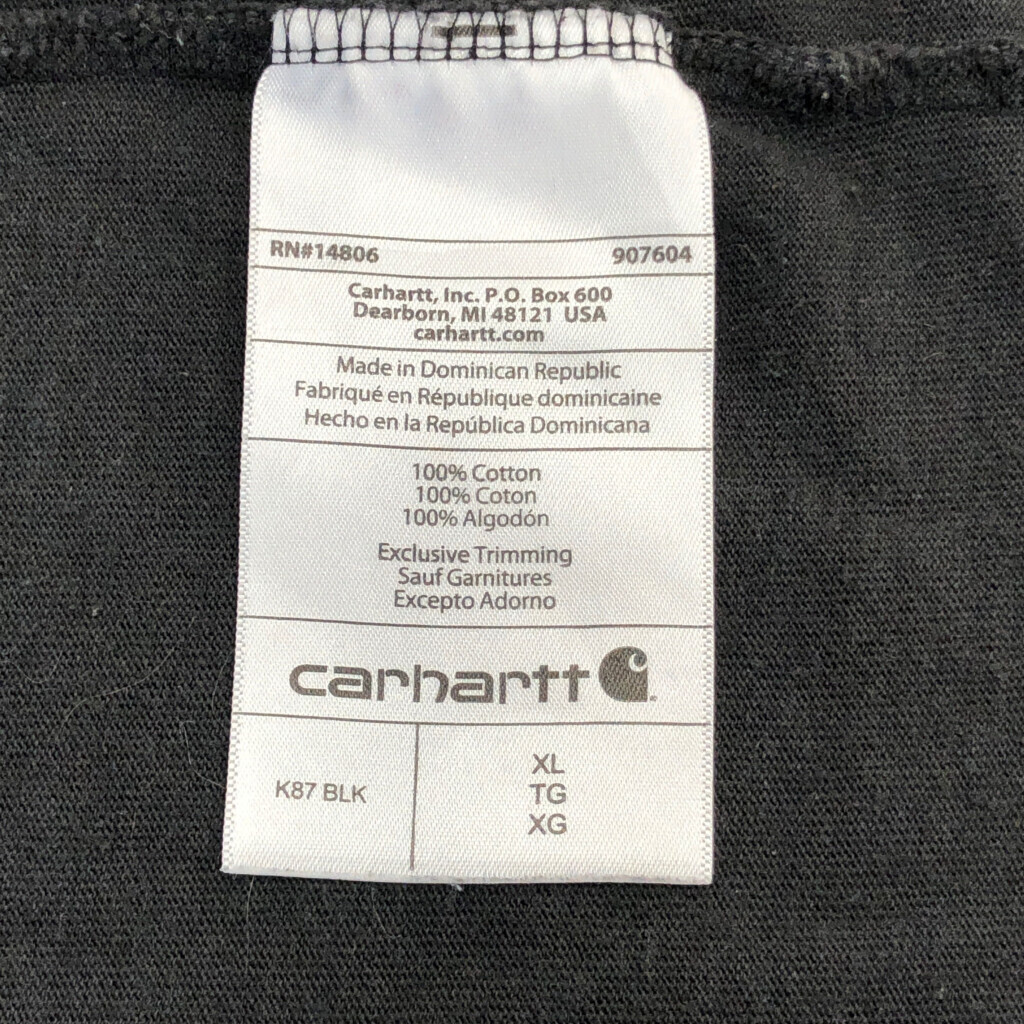 RN#14806 907604
Carhartt, Inc. P.O. Box 600
Dearborn, MI 48121 USA
carhartt.com
Made in Dominican Republic
Fabriqué en République dominicaine
Hecho en la República Dominicana
100% Cotton
100% Coton
100% Algodón
Exclusive Trimming
Sauf Garnitures
Excepto Adorno
carhartt
K87 BLK
XL
TG
XG